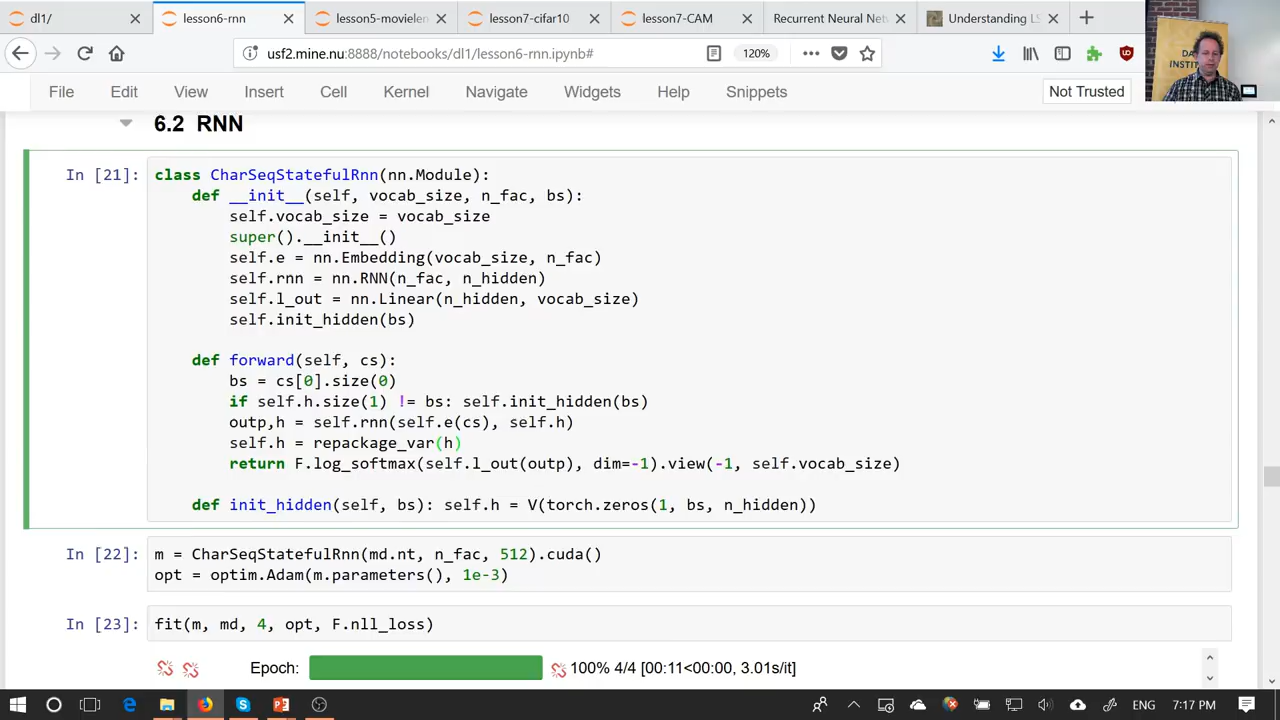 dl1/
lesson6-rnn
lesson5-movielen
lesson7-cifar10
lesson7-CAM
Recurrent Neural Ne
Understanding LS
usf2.mine.nu:8888/notebooks/dl1/lesson6-rnn.ipynb#
120%
File Edit View Insert Cell Kernel Navigate Widgets Help Snippets
Not Trusted
6.2 RNN
In [21]:
class CharSeqStatefulRnn(nn.Module):
def __init__(self, vocab_size, n_fac, bs):
self.vocab_size = vocab_size
super().__init__()
self.e = nn.Embedding(vocab_size, n_fac)
self.rnn = nn.RNN(n_fac, n_hidden)
self.l_out = nn.Linear(n_hidden, vocab_size)
self.init_hidden(bs)
def forward(self, cs):
bs = cs[0].size(0)
if self.h.size(1) != bs: self.init_hidden(bs)
outp,h = self.rnn(self.e(cs), self.h)
self.h = repackage_var(h)
return F.log_softmax(self.l_out(outp), dim=-1).view(-1, self.vocab_size)
def init_hidden(self, bs): self.h = V(torch.zeros(1, bs, n_hidden))
In [22]:
m = CharSeqStatefulRnn(md.nt, n_fac, 512).cuda()
opt = optim.Adam(m.parameters(), 1e-3)
In [23]:
fit(m, md, 4, opt, F.nll_loss)
Epoch: 100% 4/4 [00:11<00:00, 3.01s/it]
ENG 7:17 PM